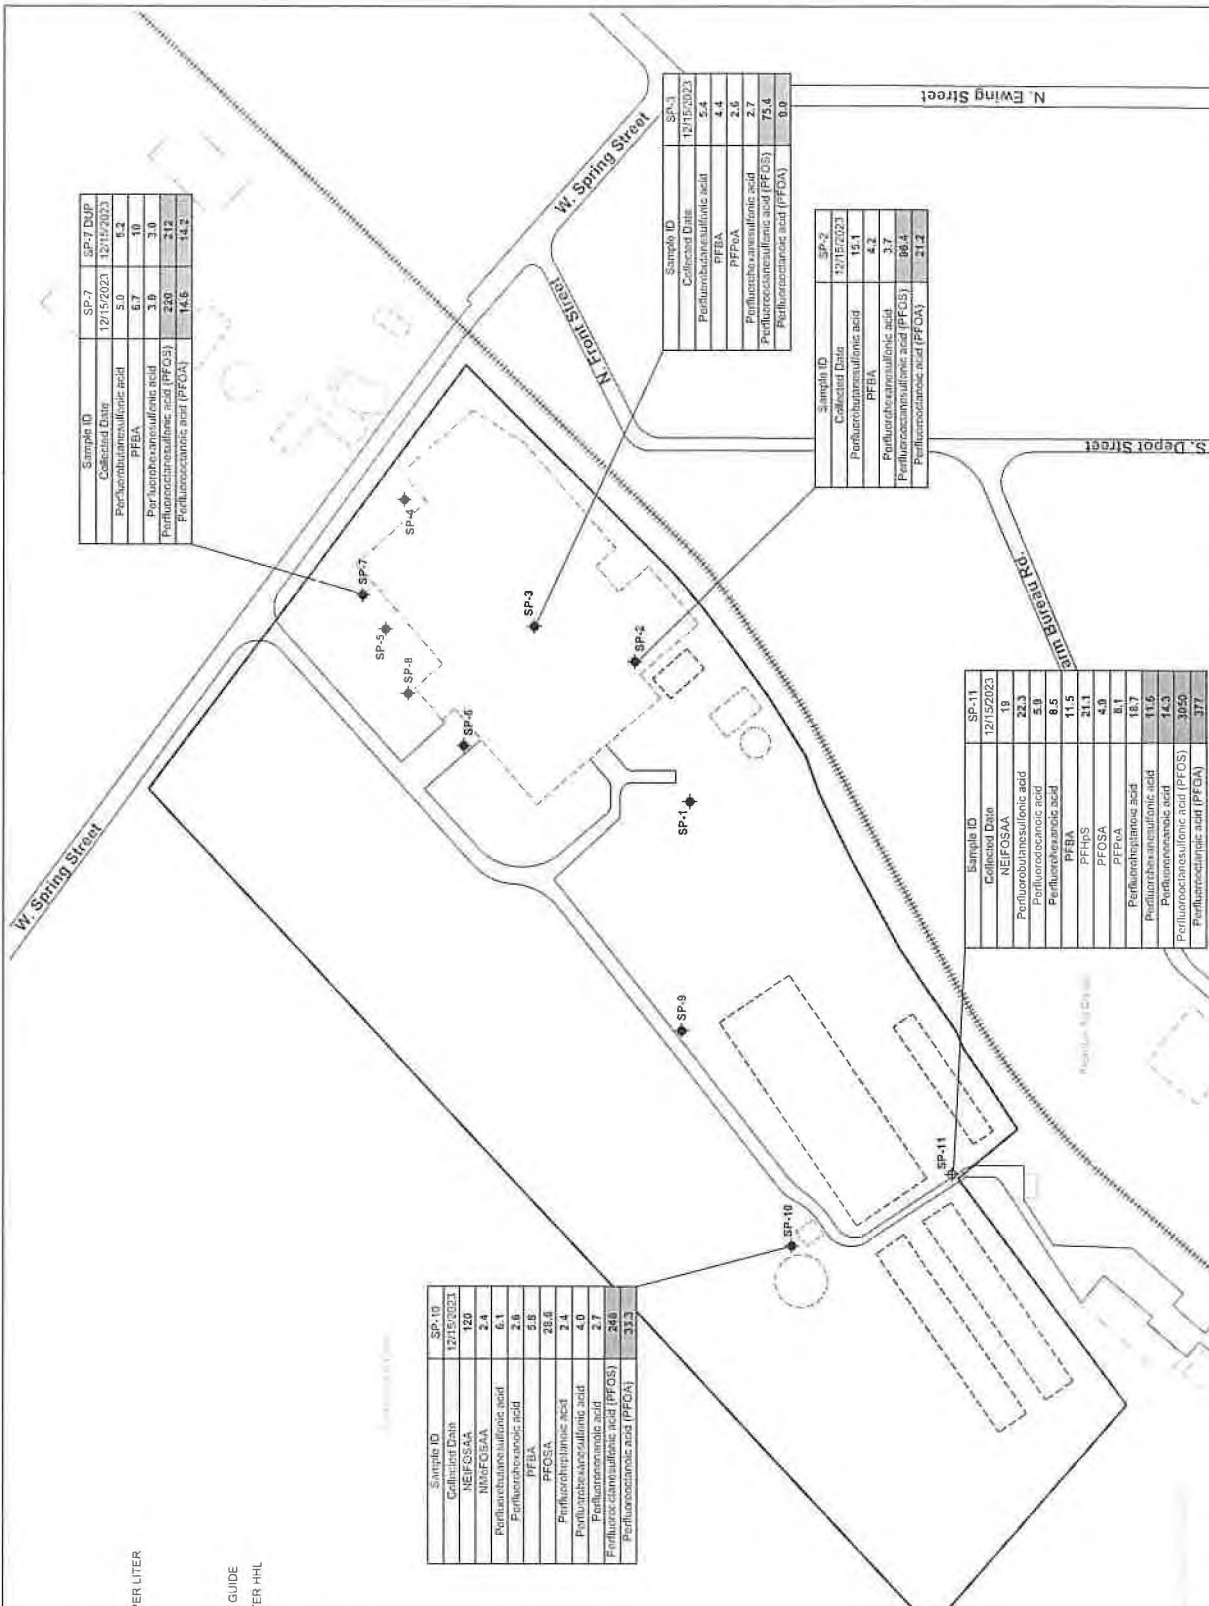 PER LITER
GUIDE
ER HHL
W. Spring Street
W. Spring Street
N. Front Street
N. Ewing Street
S. Depot Street
arm Bureau Rd.
Sample ID SP-7 SP-7 DUP
Collected Date 12/15/2023 12/15/2023
Perfluorobutanesulfonic acid 5.0 5.2
PFBA 6.7 10
Perfluorohexanesulfonic acid 3.0
Perfluorooctanesulfonic acid (PFOS) 220 212
Perfluorooctanoic acid (PFOA) 14.6 14.2
Sample ID SP-3
Collected Date 12/15/2023
Perfluorobutanesulfonic acid 5.4
PFBA 4.4
PFPeA 2.6
Perfluorohexanesulfonic acid 2.7
Perfluorooctanesulfonic acid (PFOS) 75.4
Perfluorooctanoic acid (PFOA)
Sample ID SP-2
Collected Date 12/15/2023
Perfluorobutanesulfonic acid 15.1
PFBA 4.2
Perfluorohexanesulfonic acid 3.7
Perfluorooctanesulfonic acid (PFOS)
Perfluorooctanoic acid (PFOA) 21.2
Sample ID SP-11
Collected Date 12/15/2023
NEtFOSAA 19
Perfluorobutanesulfonic acid 22.3
Perfluorodecanoic acid 5.9
Perfluorohexanoic acid 8.5
PFBA 11.5
PFHpS 21.1
PFOSA 4.9
PFPeA 8.1
Perfluoroheptanoic acid 18.7
Perfluorohexanesulfonic acid
Perfluorononanoic acid 14.3
Perfluorooctanesulfonic acid (PFOS) 3050
Perfluorooctanoic acid (PFOA) 377
Sample ID SP-10
Collected Date 12/15/2023
NEtFOSAA 120
NMeFOSAA 2.4
Perfluorobutanesulfonic acid 6.1
Perfluorohexanoic acid 2.6
PFBA 5.8
PFOSA 28.6
Perfluoroheptanoic acid 2.4
Perfluorohexanesulfonic acid 4.0
Perfluorononanoic acid 2.7
Perfluorooctanesulfonic acid (PFOS)
Perfluorooctanoic acid (PFOA) 33.3
SP-4
SP-7
SP-5
SP-8
SP-6
SP-3
SP-2
SP-1
SP-9
SP-10
SP-11